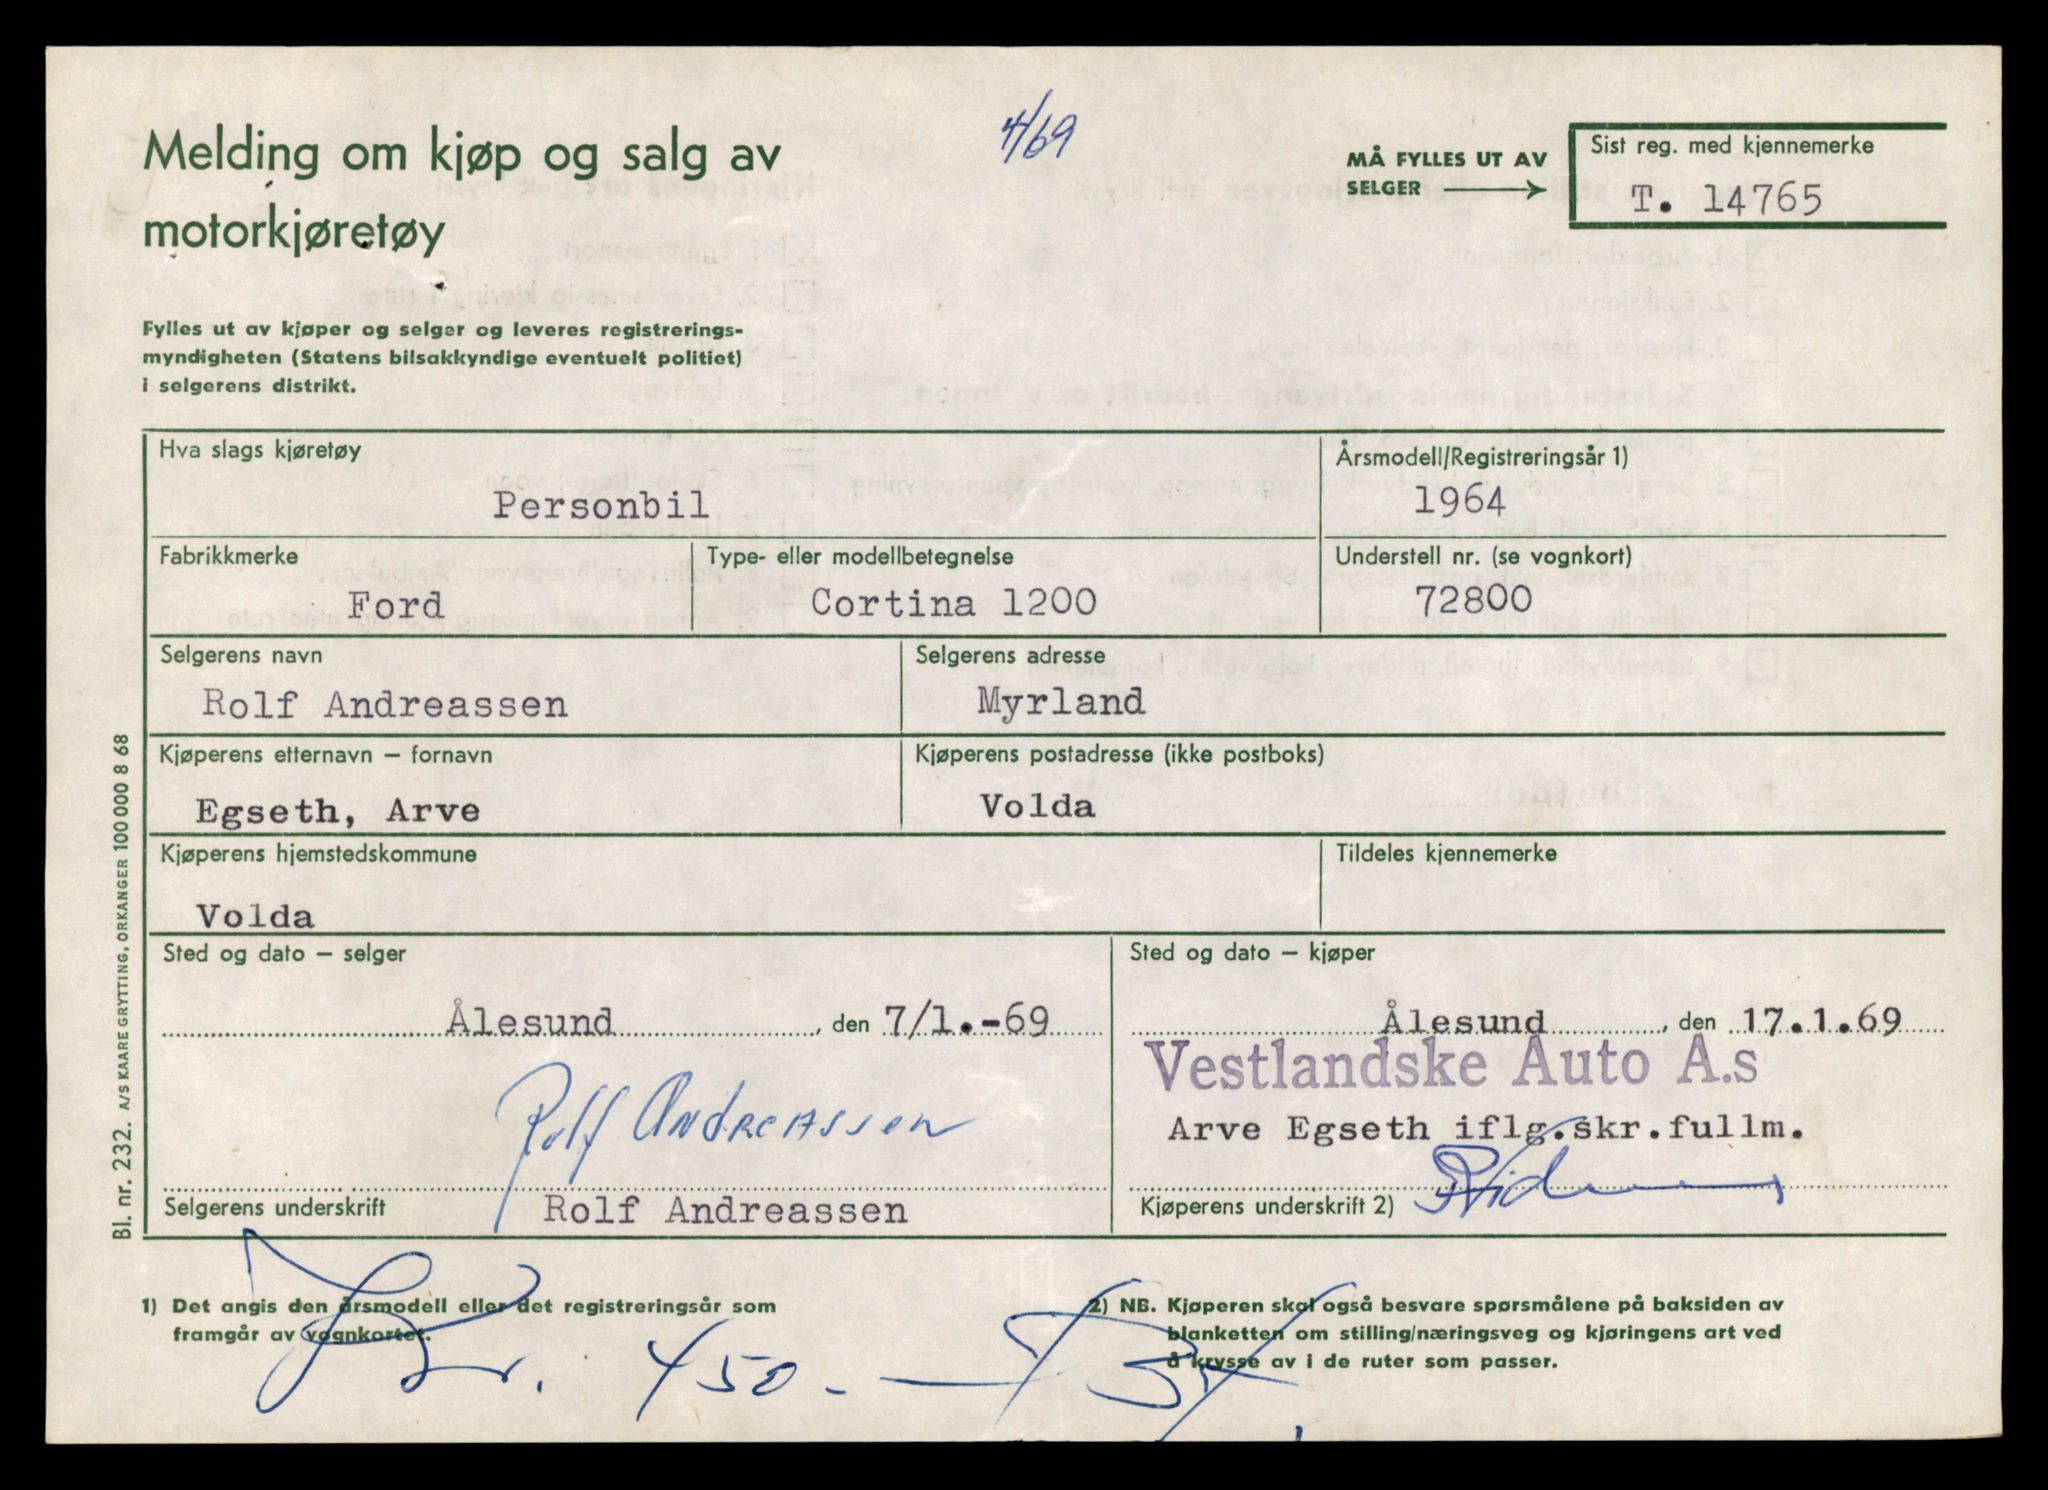 4/69
Melding om kjøp og salg av
motorkjøretøy
MÅ FYLLES UT AV
SELGER
Sist reg. med kjennemerke
T. 14765
Fylles ut av kjøper og selger og leveres registrerings-
myndigheten (Statens bilsakkyndige eventuelt politiet)
i selgerens distrikt.
Hva slags kjøretøy
Personbil
Årsmodell/Registreringsår 1)
1964
Fabrikkmerke
Ford
Type- eller modellbetegnelse
Cortina 1200
Understell nr. (se vognkort)
72800
Selgerens navn
Rolf Andreassen
Selgerens adresse
Myrland
Kjøperens etternavn – fornavn
Egseth, Arve
Kjøperens postadresse (ikke postboks)
Volda
Kjøperens hjemstedskommune
Volda
Tildeles kjennemerke
Sted og dato – selger
Ålesund, den 7/1.-69
Rolf Andreassen
Selgerens underskrift
Rolf Andreassen
Sted og dato – kjøper
Ålesund, den 17.1.69
Vestlandske Auto A.s
Arve Egseth iflg.skr.fullm.
Kjøperens underskrift 2)
1) Det angis den årsmodell eller det registreringsår som
framgår av vognkortet.
2) NB. Kjøperen skal også besvare spørsmålene på baksiden av
blanketten om stilling/næringsveg og kjøringens art ved
å krysse av i de ruter som passer.
Kr. 450.-
Bl. nr. 232. A/S KAARE GRYTTING, ORKANGER 100 000 8 68